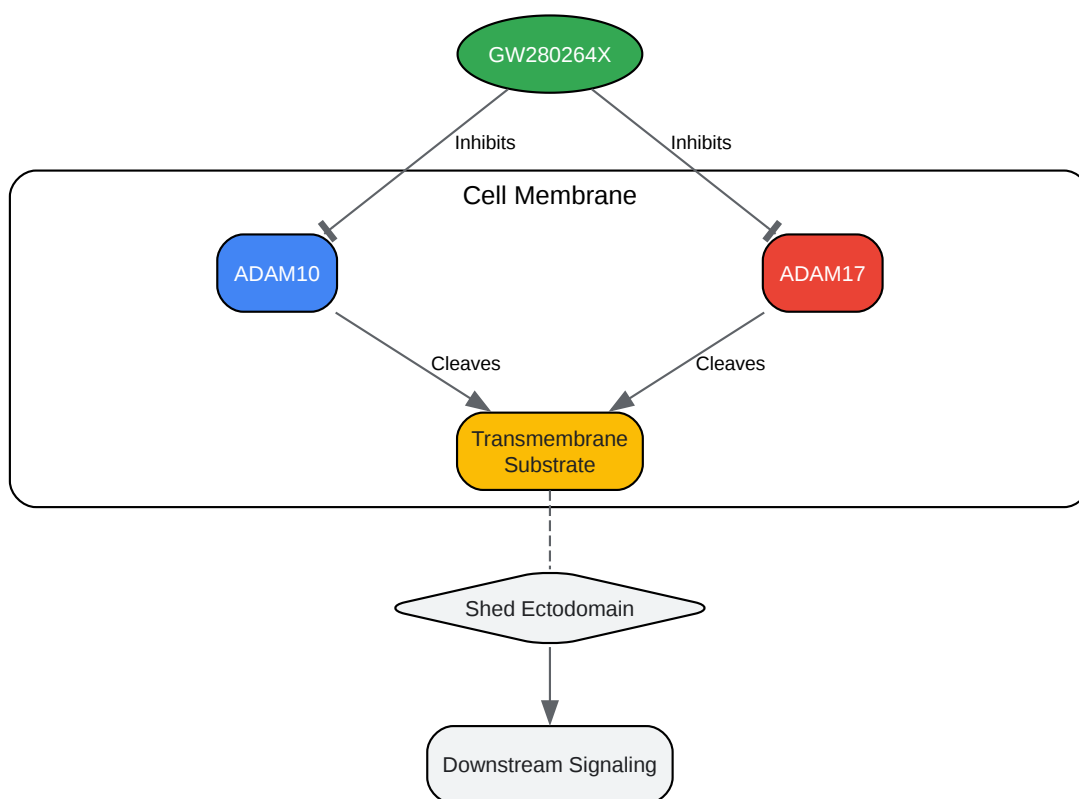 GW280264X
Inhibits
Inhibits
Cell Membrane
ADAM10
ADAM17
Cleaves
Cleaves
Transmembrane
Substrate
Shed Ectodomain
Downstream Signaling